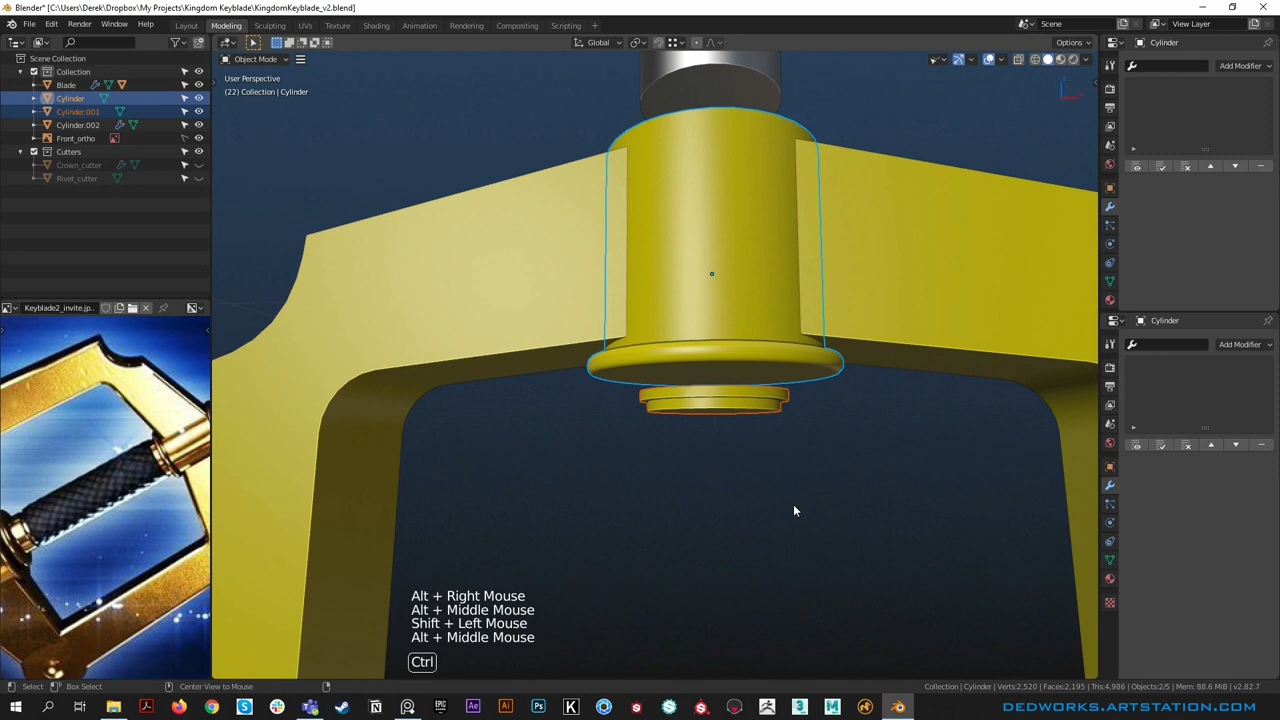 Blender* [C:\Users\Derek\Dropbox\My Projects\Kingdom Keyblade\KingdomKeyblade_v2.blend]
File Edit Render Window Help Layout Modeling Sculpting UVs Texture Shading Animation Rendering Compositing Scripting + Scene View Layer
Global Options Cylinder
Object Mode
Scene Collection
Collection
Blade
Cylinder
Cylinder.001
Cylinder.002
Front_ortho
Cutters
Crown_cutter
Rivet_cutter
User Perspective
(22) Collection | Cylinder
Add Modifier
Keyblade2_invite.jp..
Cylinder
Add Modifier
Alt + Right Mouse
Alt + Middle Mouse
Shift + Left Mouse
Alt + Middle Mouse
Ctrl
Select Box Select Center View to Mouse Collection | Cylinder | Verts:2,520 | Faces:2,195 | Tris:4,986 | Objects:2/5 | Mem: 88.6 MiB | v2.82.7
DEDWORKS.ARTSTATION.COM